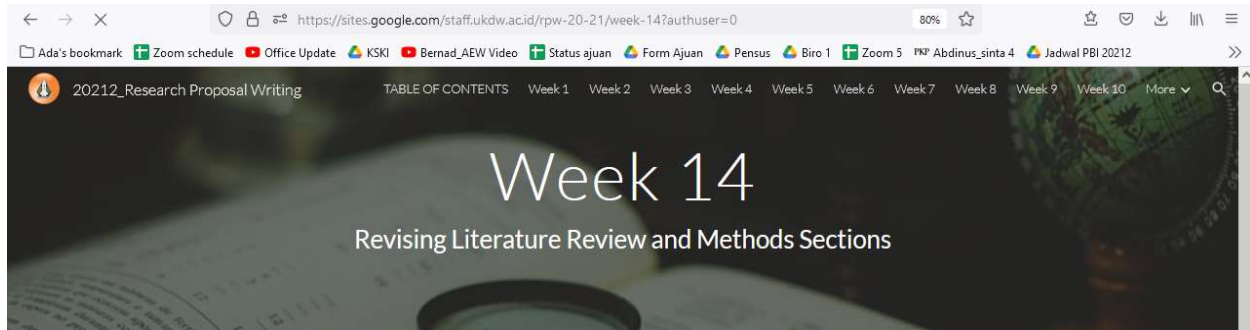 https://sites.google.com/staff.ukdw.ac.id/rpw-20-21/week-14?authuser=0 80%
Ada's bookmark Zoom schedule Office Update KSKI Bernad_AEW Video Status ajuan Form Ajuan Pensus Biro 1 Zoom 5 PKP Abdinus_sinta 4 Jadwal PBI 20212
20212_Research Proposal Writing TABLE OF CONTENTS Week 1 Week 2 Week 3 Week 4 Week 5 Week 6 Week 7 Week 8 Week 9 Week 10 More
Week 14
Revising Literature Review and Methods Sections